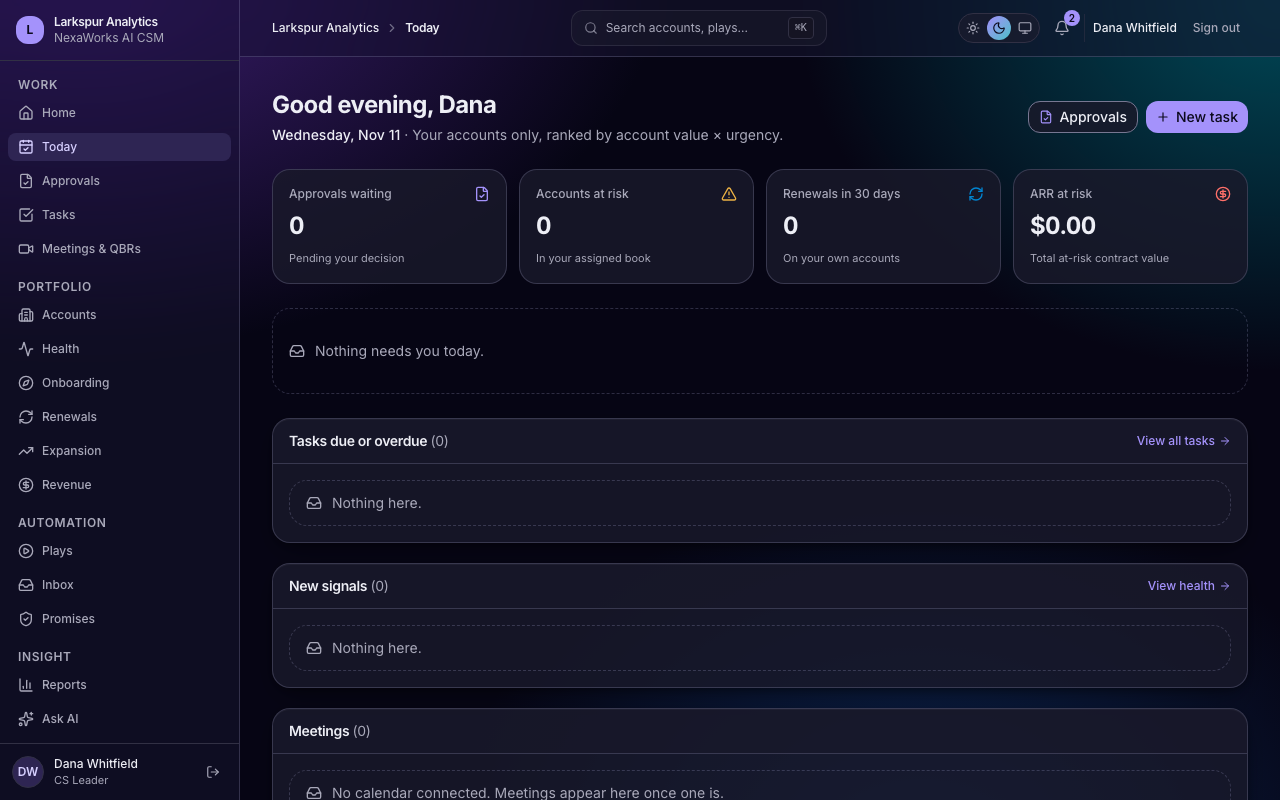 L
Larkspur Analytics
NexaWorks AI CSM
WORK
Home
Today
Approvals
Tasks
Meetings & QBRs
PORTFOLIO
Accounts
Health
Onboarding
Renewals
Expansion
Revenue
AUTOMATION
Plays
Inbox
Promises
INSIGHT
Reports
Ask AI
DW
Dana Whitfield
CS Leader
Larkspur Analytics > Today
Search accounts, plays... ⌘K
2
Dana Whitfield
Sign out
Good evening, Dana
Wednesday, Nov 11 · Your accounts only, ranked by account value × urgency.
Approvals
+ New task
Approvals waiting
0
Pending your decision
Accounts at risk
0
In your assigned book
Renewals in 30 days
0
On your own accounts
ARR at risk
$0.00
Total at-risk contract value
Nothing needs you today.
Tasks due or overdue (0)
View all tasks →
Nothing here.
New signals (0)
View health →
Nothing here.
Meetings (0)
No calendar connected. Meetings appear here once one is.